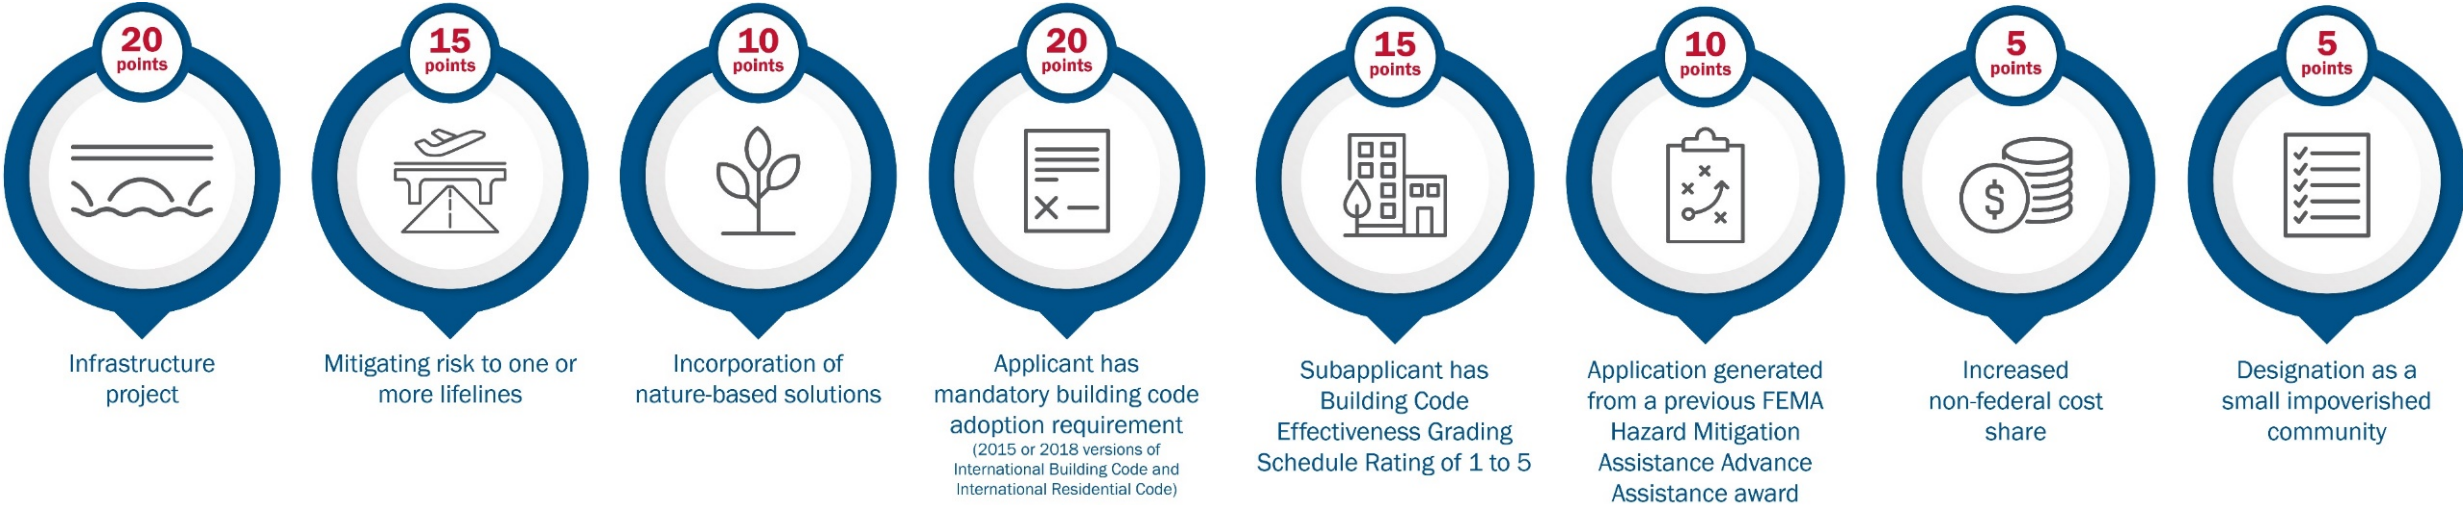 20
points
Infrastructure
project
15
points
Mitigating risk to one or
more lifelines
10
points
Incorporation of
nature-based solutions
20
points
Applicant has
mandatory building code
adoption requirement
(2015 or 2018 versions of
International Building Code and
International Residential Code)
15
points
Subapplicant has
Building Code
Effectiveness Grading
Schedule Rating of 1 to 5
10
points
Application generated
from a previous FEMA
Hazard Mitigation
Assistance Advance
Assistance award
5
points
$
Increased
non-federal cost
share
5
points
Designation as a
small impoverished
community